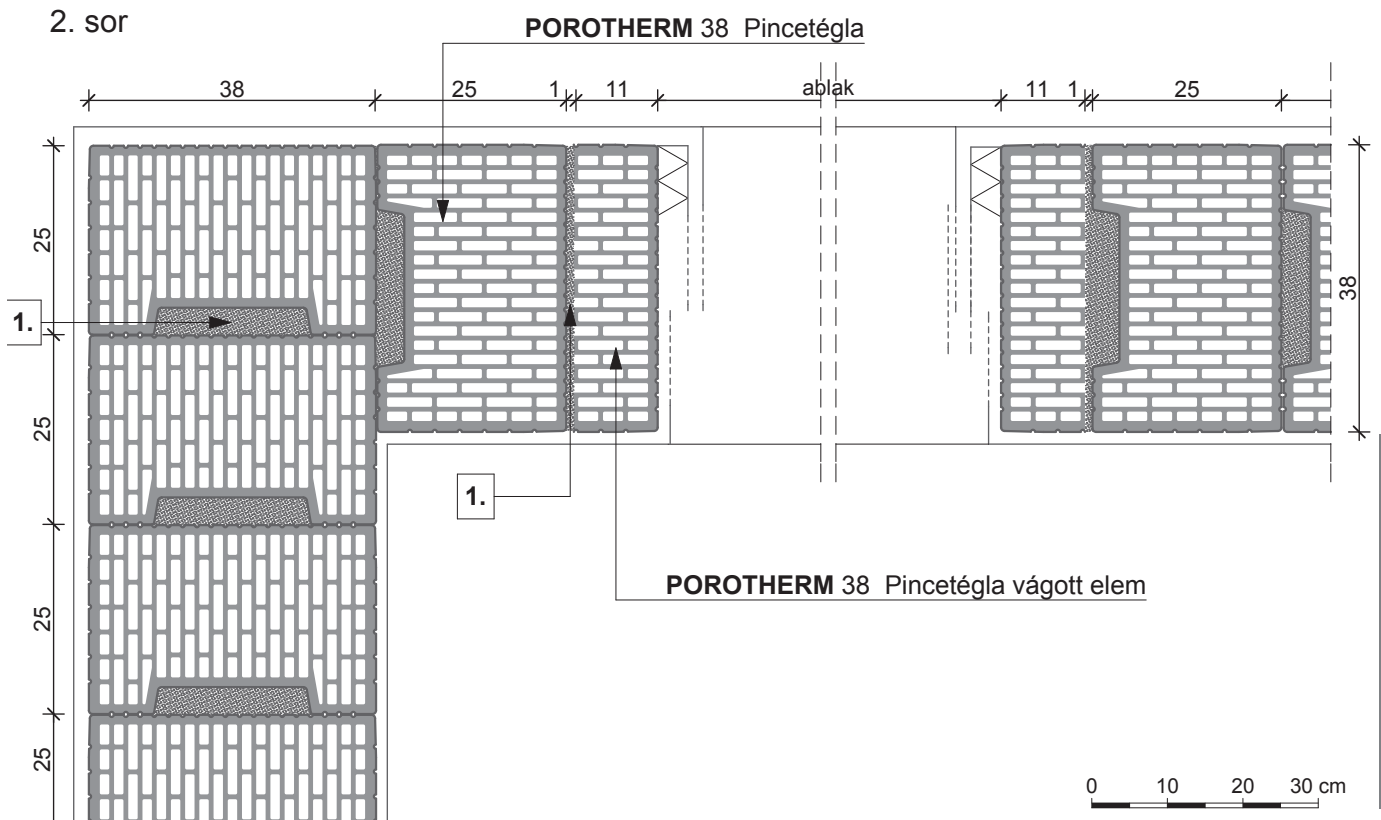 2. sor
POROTHERM 38 Pincetégla
38 25 1 11 ablak 11 1 25
25
38
1.
25
1.
25
POROTHERM 38 Pincetégla vágott elem
25
0 10 20 30 cm